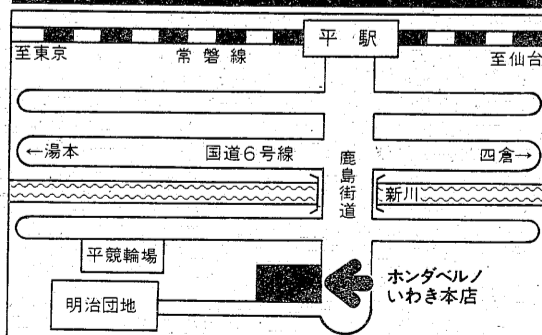 平駅
至東京
常磐線
至仙台
←湯本
国道6号線
鹿島街道
四倉→
新川
平競輪場
明治団地
ホンダベルノ
いわき本店